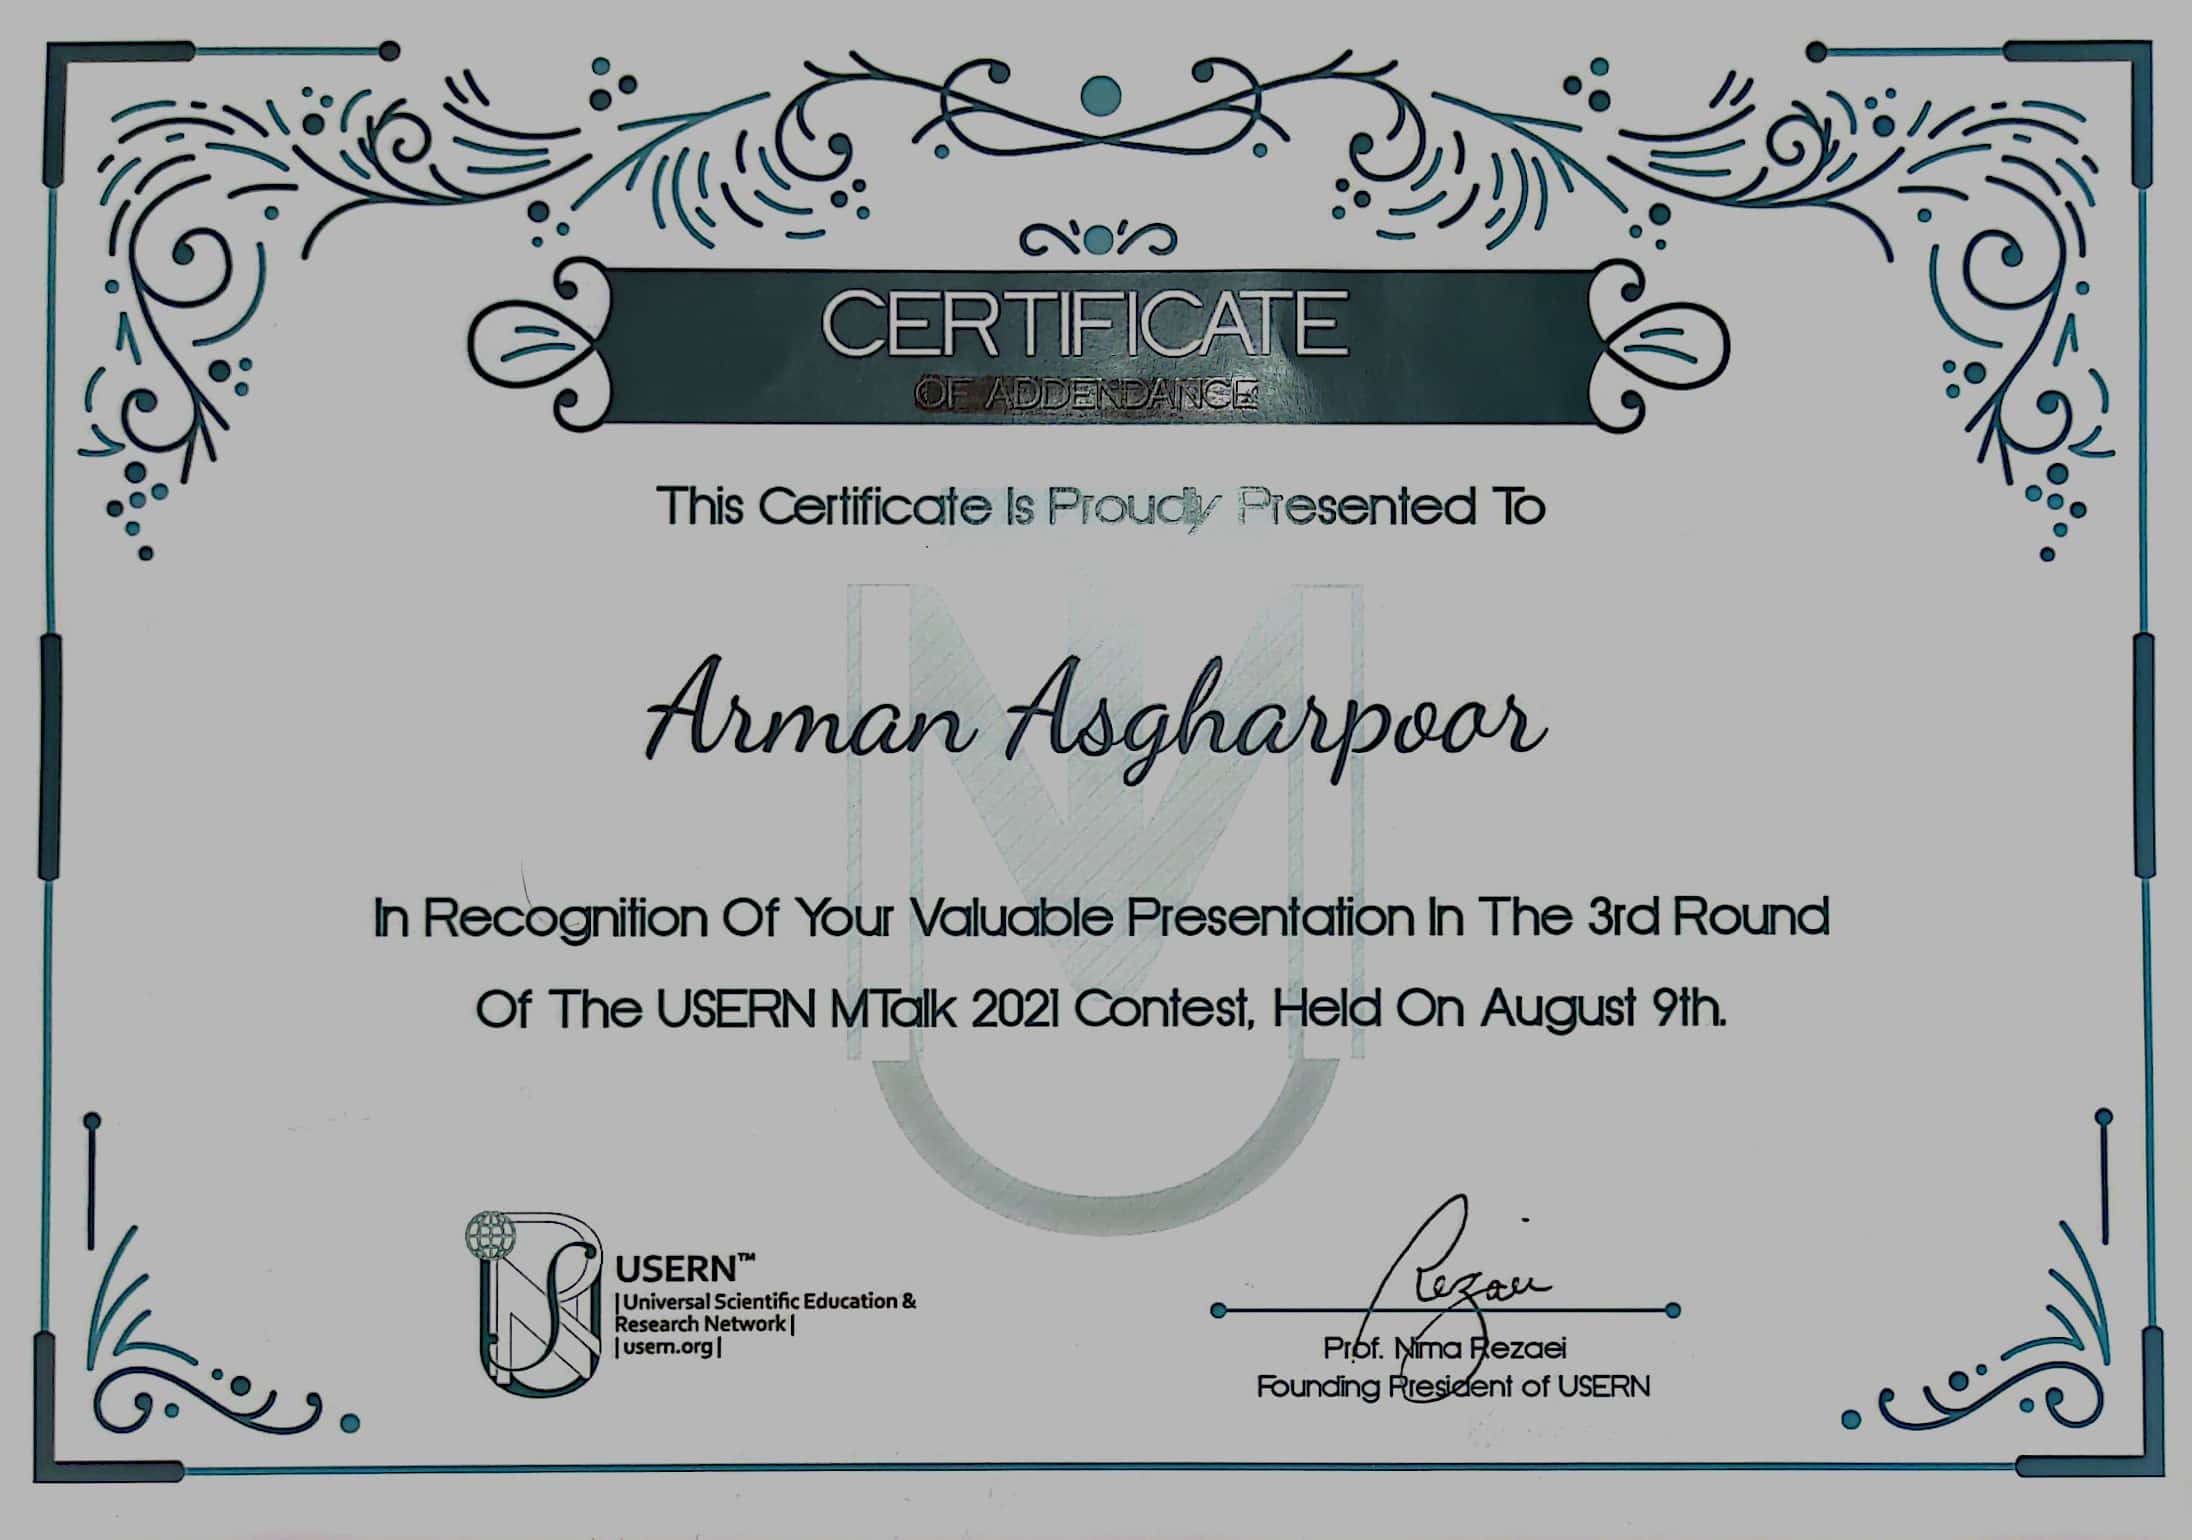 CERTIFICATE
OF ADDENDANCE
This Certificate Is Proudly Presented To
Arman Asgharpoor
In Recognition Of Your Valuable Presentation In The 3rd Round
Of The USERN MTalk 2021 Contest, Held On August 9th.
USERN™
| Universal Scientific Education &
Research Network |
| usern.org |
Rezaei
Prof. Nima Rezaei
Founding President of USERN